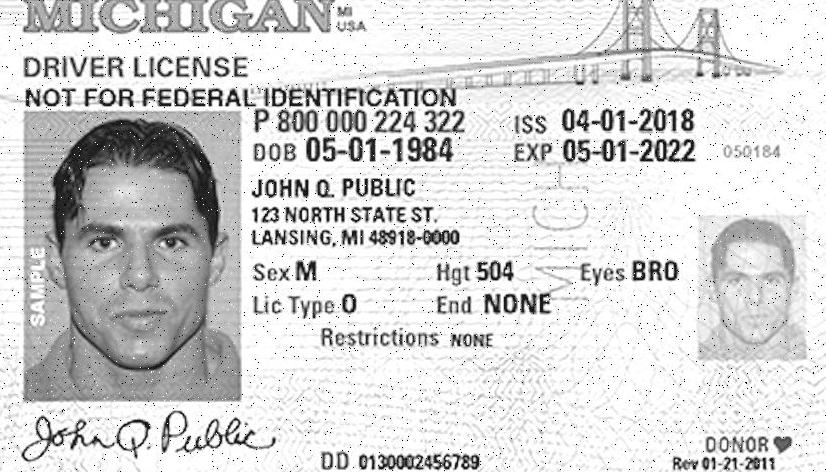 MICHIGAN MI USA
DRIVER LICENSE
NOT FOR FEDERAL IDENTIFICATION
P 800 000 224 322 ISS 04-01-2018
DOB 05-01-1984 EXP 05-01-2022 050184
JOHN Q. PUBLIC
123 NORTH STATE ST.
LANSING, MI 48918-0000
Sex M Hgt 504 Eyes BRO
Lic Type O End NONE
Restrictions NONE
SAMPLE
MICH
John Q. Public
DONOR
DD 0130002456789 Rev 01-21-2011